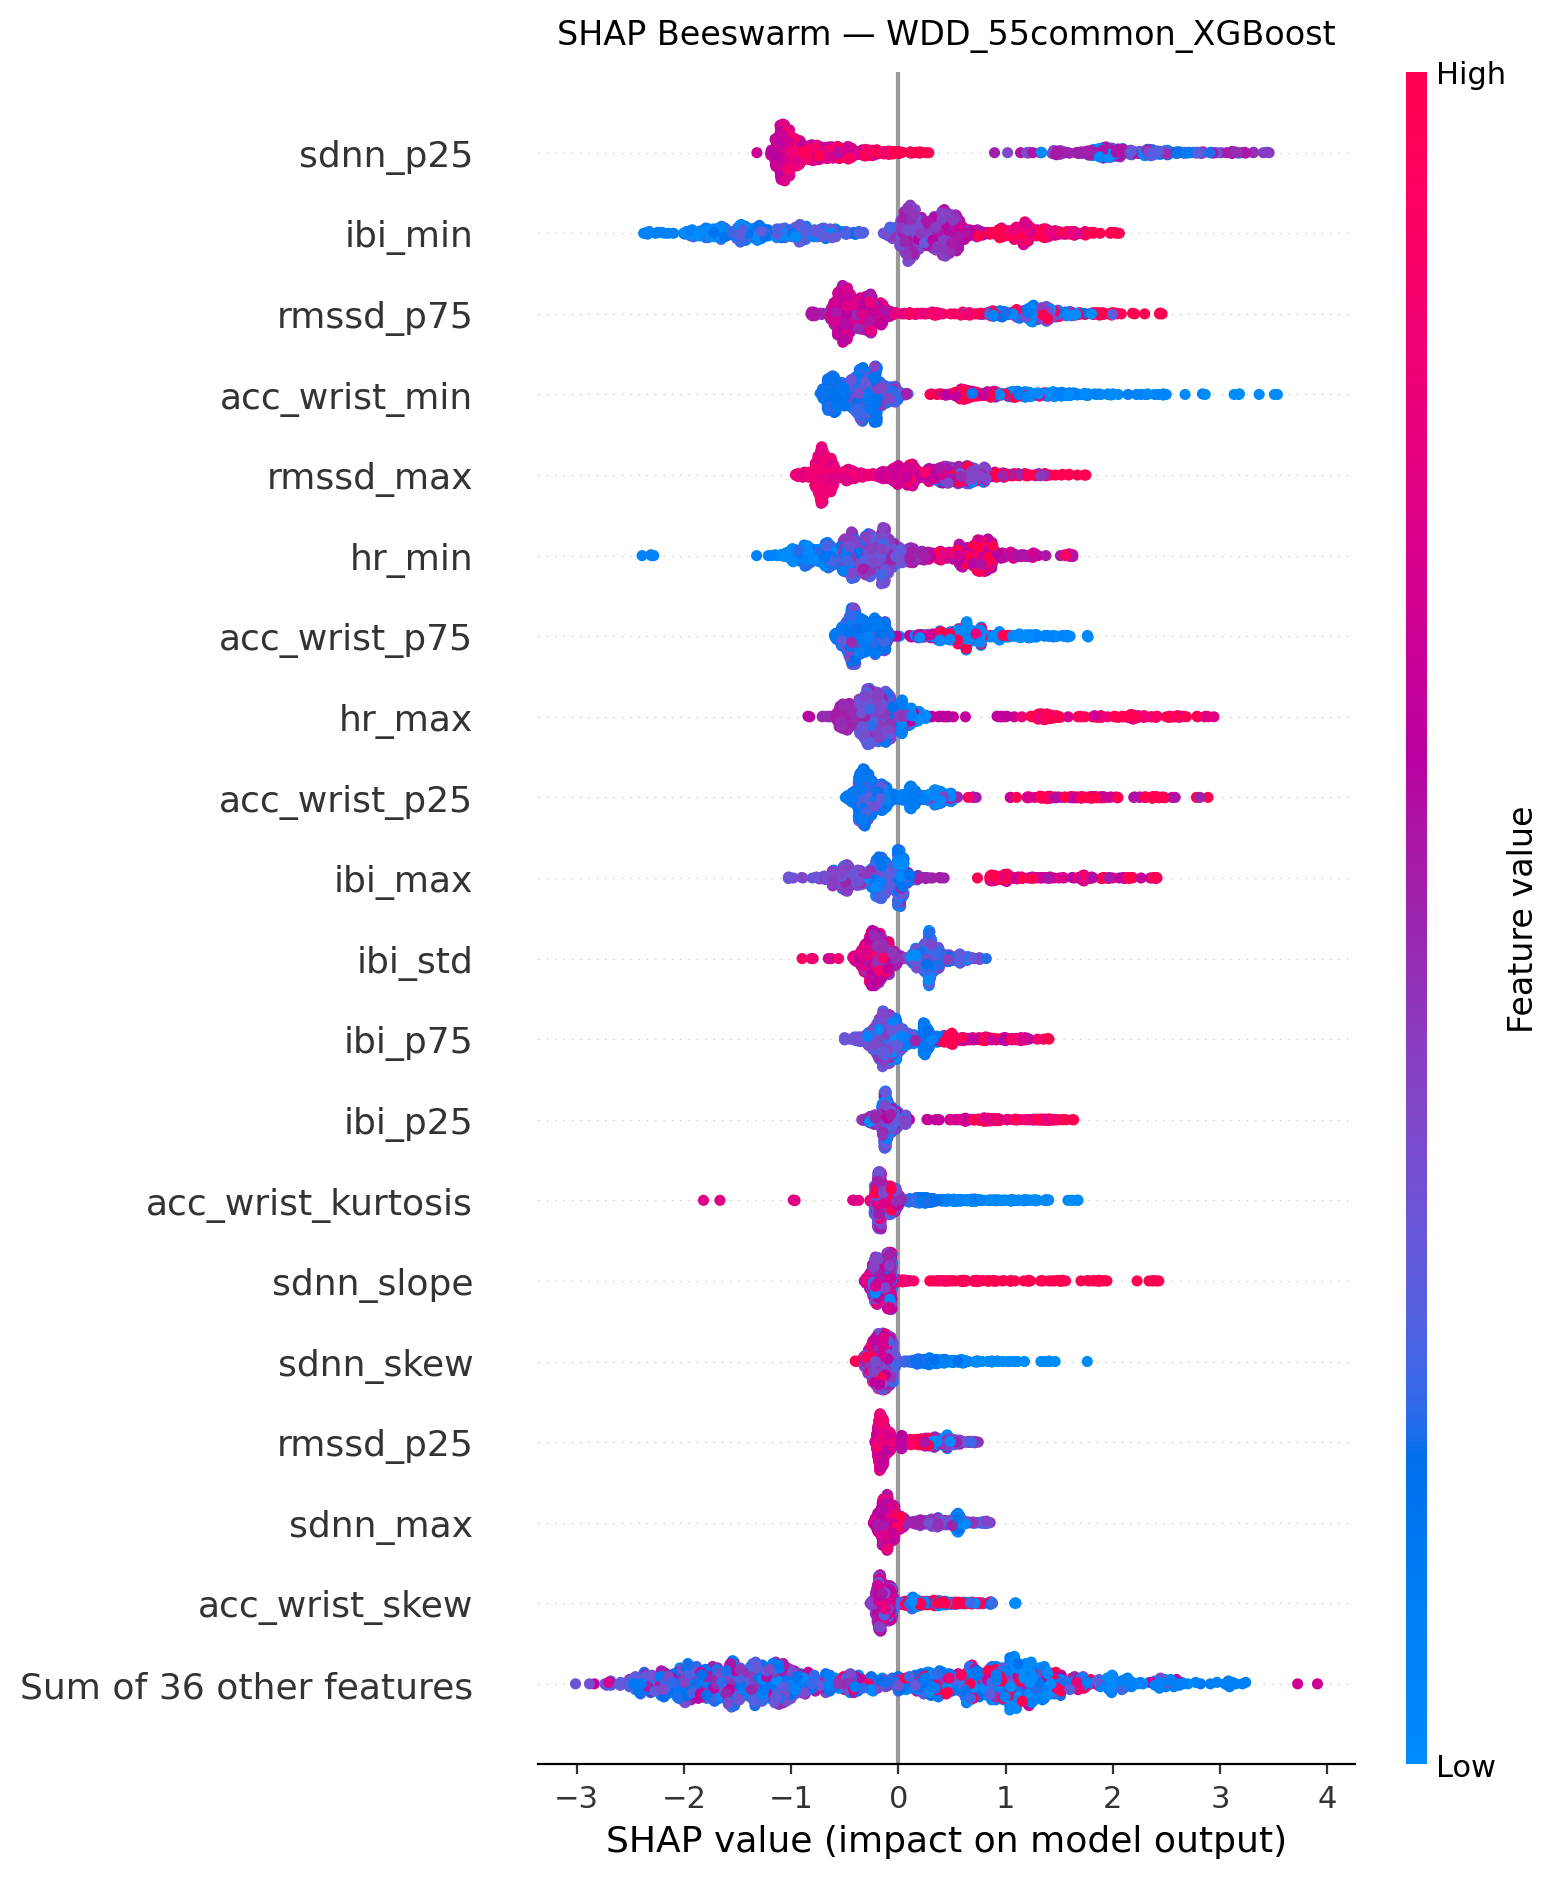 SHAP Beeswarm — WDD_55common_XGBoost
High
sdnn_p25
ibi_min
rmssd_p75
acc_wrist_min
rmssd_max
hr_min
acc_wrist_p75
hr_max
acc_wrist_p25
ibi_max
ibi_std
ibi_p75
ibi_p25
acc_wrist_kurtosis
sdnn_slope
sdnn_skew
rmssd_p25
sdnn_max
acc_wrist_skew
Sum of 36 other features
Feature value
Low
−3 −2 −1 0 1 2 3 4
SHAP value (impact on model output)